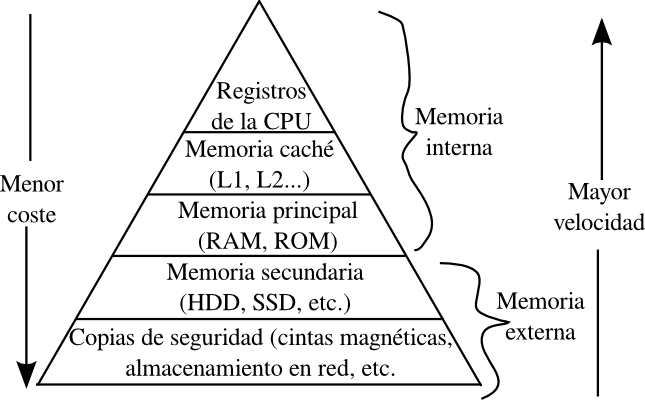 Registros
de la CPU
Memoria caché
(L1, L2...)
Memoria principal
(RAM, ROM)
Memoria secundaria
(HDD, SSD, etc.)
Copias de seguridad (cintas magnéticas,
almacenamiento en red, etc.
Menor
coste
Memoria
interna
Memoria
externa
Mayor
velocidad